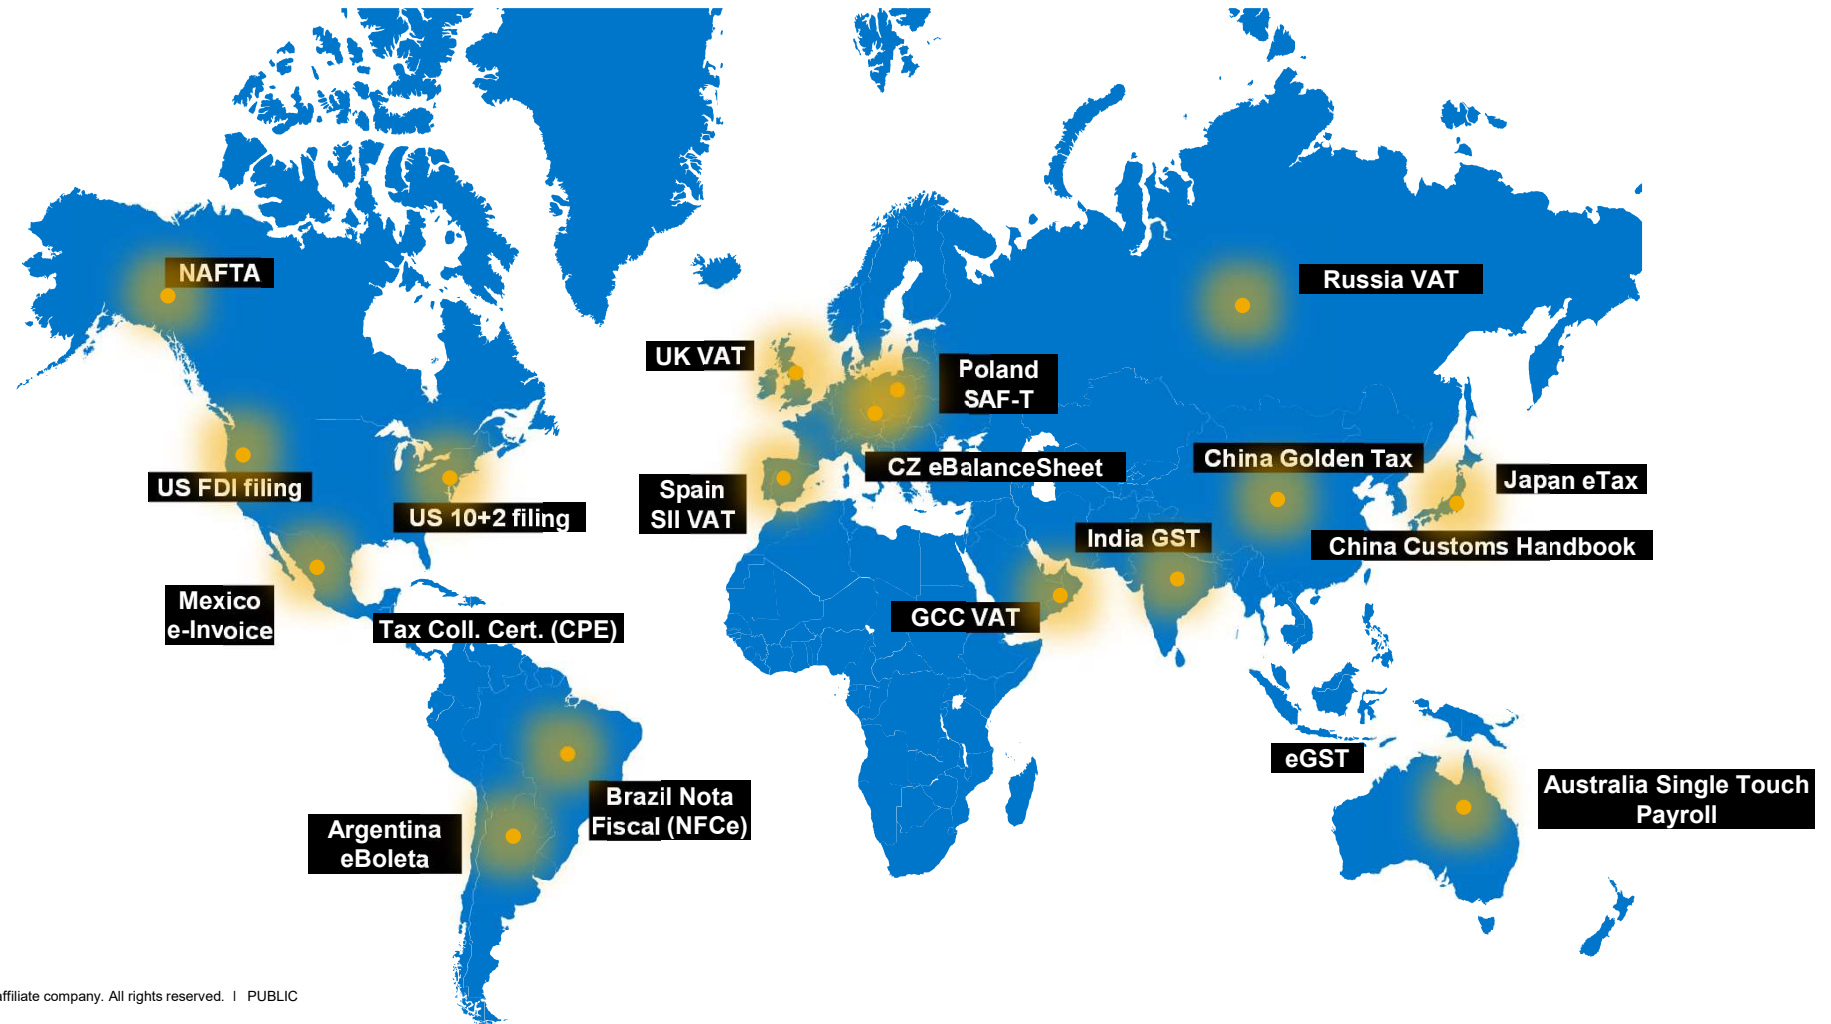 NAFTA
Russia VAT
UK VAT
Poland
SAF-T
China Golden Tax
CZ eBalanceSheet
Japan eTax
US FDI filing
Spain
SII VAT
US 10+2 filing
India GST
China Customs Handbook
Mexico
e-Invoice
GCC VAT
Tax Coll. Cert. (CPE)
eGST
Australia Single Touch
Payroll
Brazil Nota
Fiscal (NFCe)
Argentina
eBoleta
affiliate company. All rights reserved. I PUBLIC